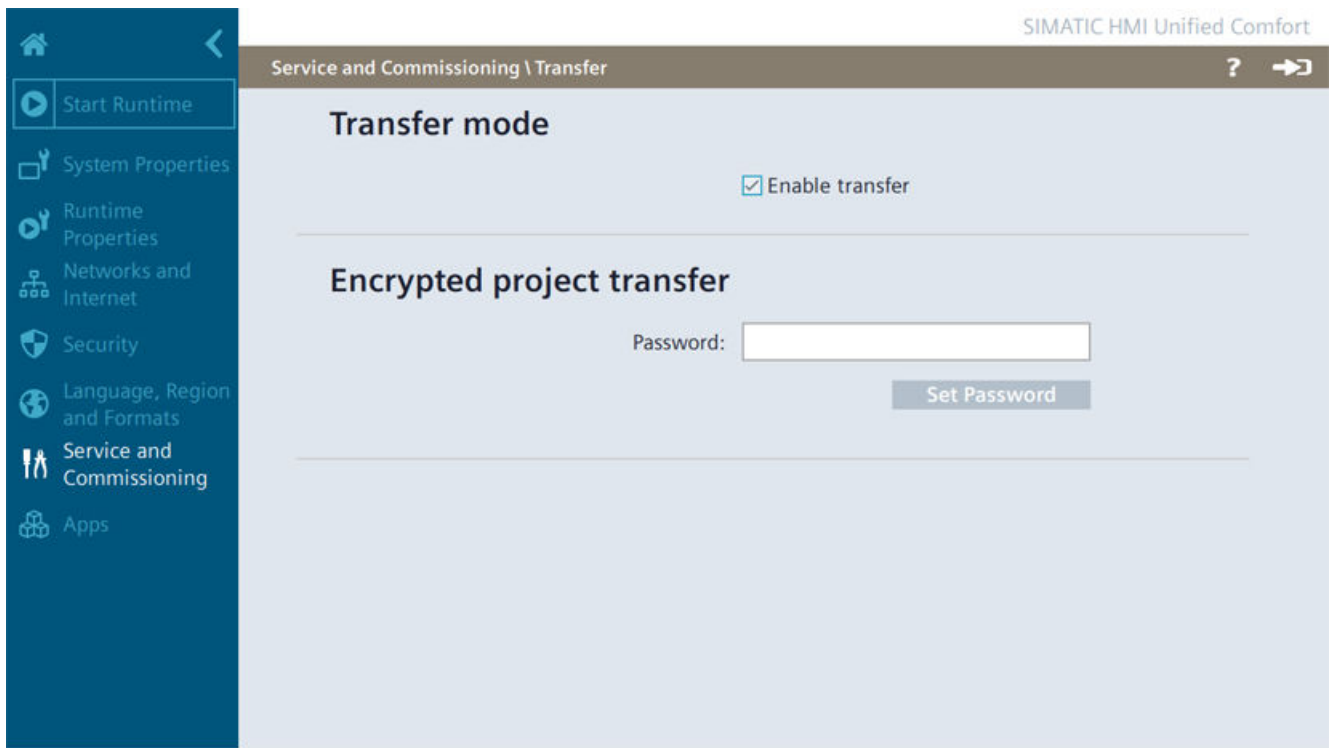 SIMATIC HMI Unified Comfort
Service and Commissioning \ Transfer
?
Start Runtime
System Properties
Runtime
Properties
Networks and
Internet
Security
Language, Region
and Formats
Service and
Commissioning
Apps
Transfer mode
Enable transfer
Encrypted project transfer
Password:
Set Password